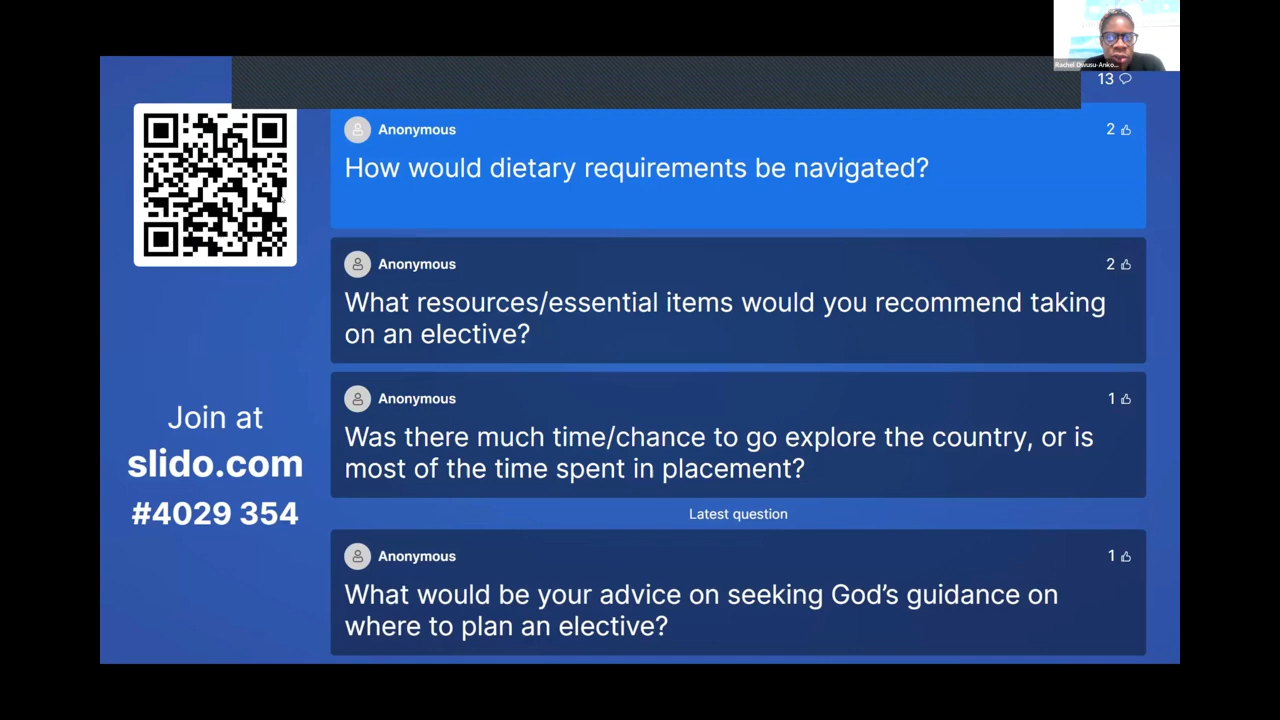 Rachel Owusu-Anko...
13
Anonymous
2
How would dietary requirements be navigated?
Anonymous
2
What resources/essential items would you recommend taking
on an elective?
Anonymous
1
Was there much time/chance to go explore the country, or is
most of the time spent in placement?
Latest question
Anonymous
1
What would be your advice on seeking God's guidance on
where to plan an elective?
Join at
slido.com
#4029 354